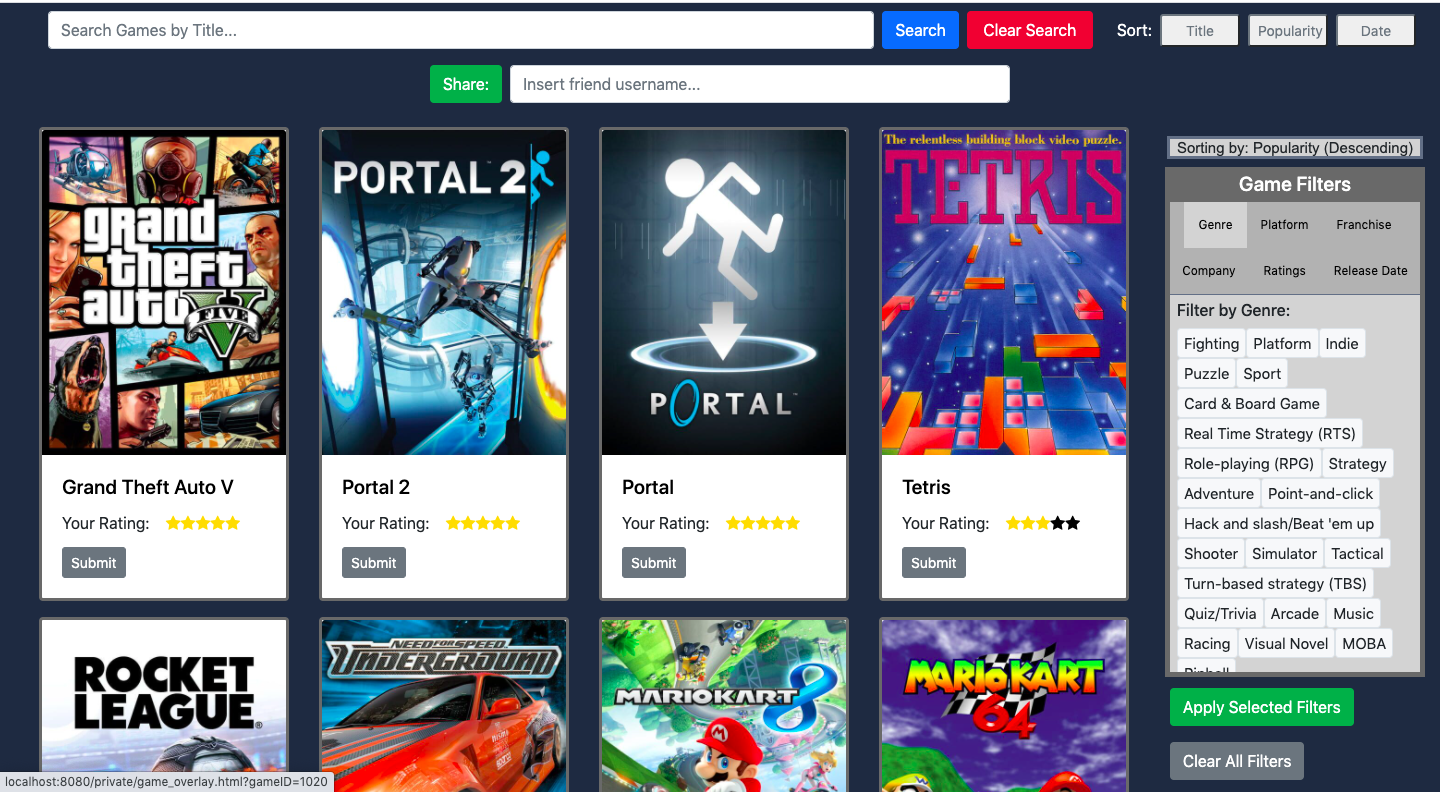 Search Games by Title...
Search
Clear Search
Sort:
Title
Popularity
Date
Share:
Insert friend username...
grand
theft
auto
V
FIVE
PORTAL 2
PORTAL
The relentless building block video puzzle.
TETRIS
Grand Theft Auto V
Your Rating:
Submit
Portal 2
Your Rating:
Submit
Portal
Your Rating:
Submit
Tetris
Your Rating:
Submit
ROCKET
LEAGUE®
NEED FOR SPEED
UNDERGROUND
MARIOKART 8
MARIOKART
64
Sorting by: Popularity (Descending)
Game Filters
Genre Platform Franchise
Company Ratings Release Date
Filter by Genre:
Fighting Platform Indie
Puzzle Sport
Card & Board Game
Real Time Strategy (RTS)
Role-playing (RPG) Strategy
Adventure Point-and-click
Hack and slash/Beat 'em up
Shooter Simulator Tactical
Turn-based strategy (TBS)
Quiz/Trivia Arcade Music
Racing Visual Novel MOBA
Pinball
Apply Selected Filters
Clear All Filters
localhost:8080/private/game_overlay.html?gameID=1020